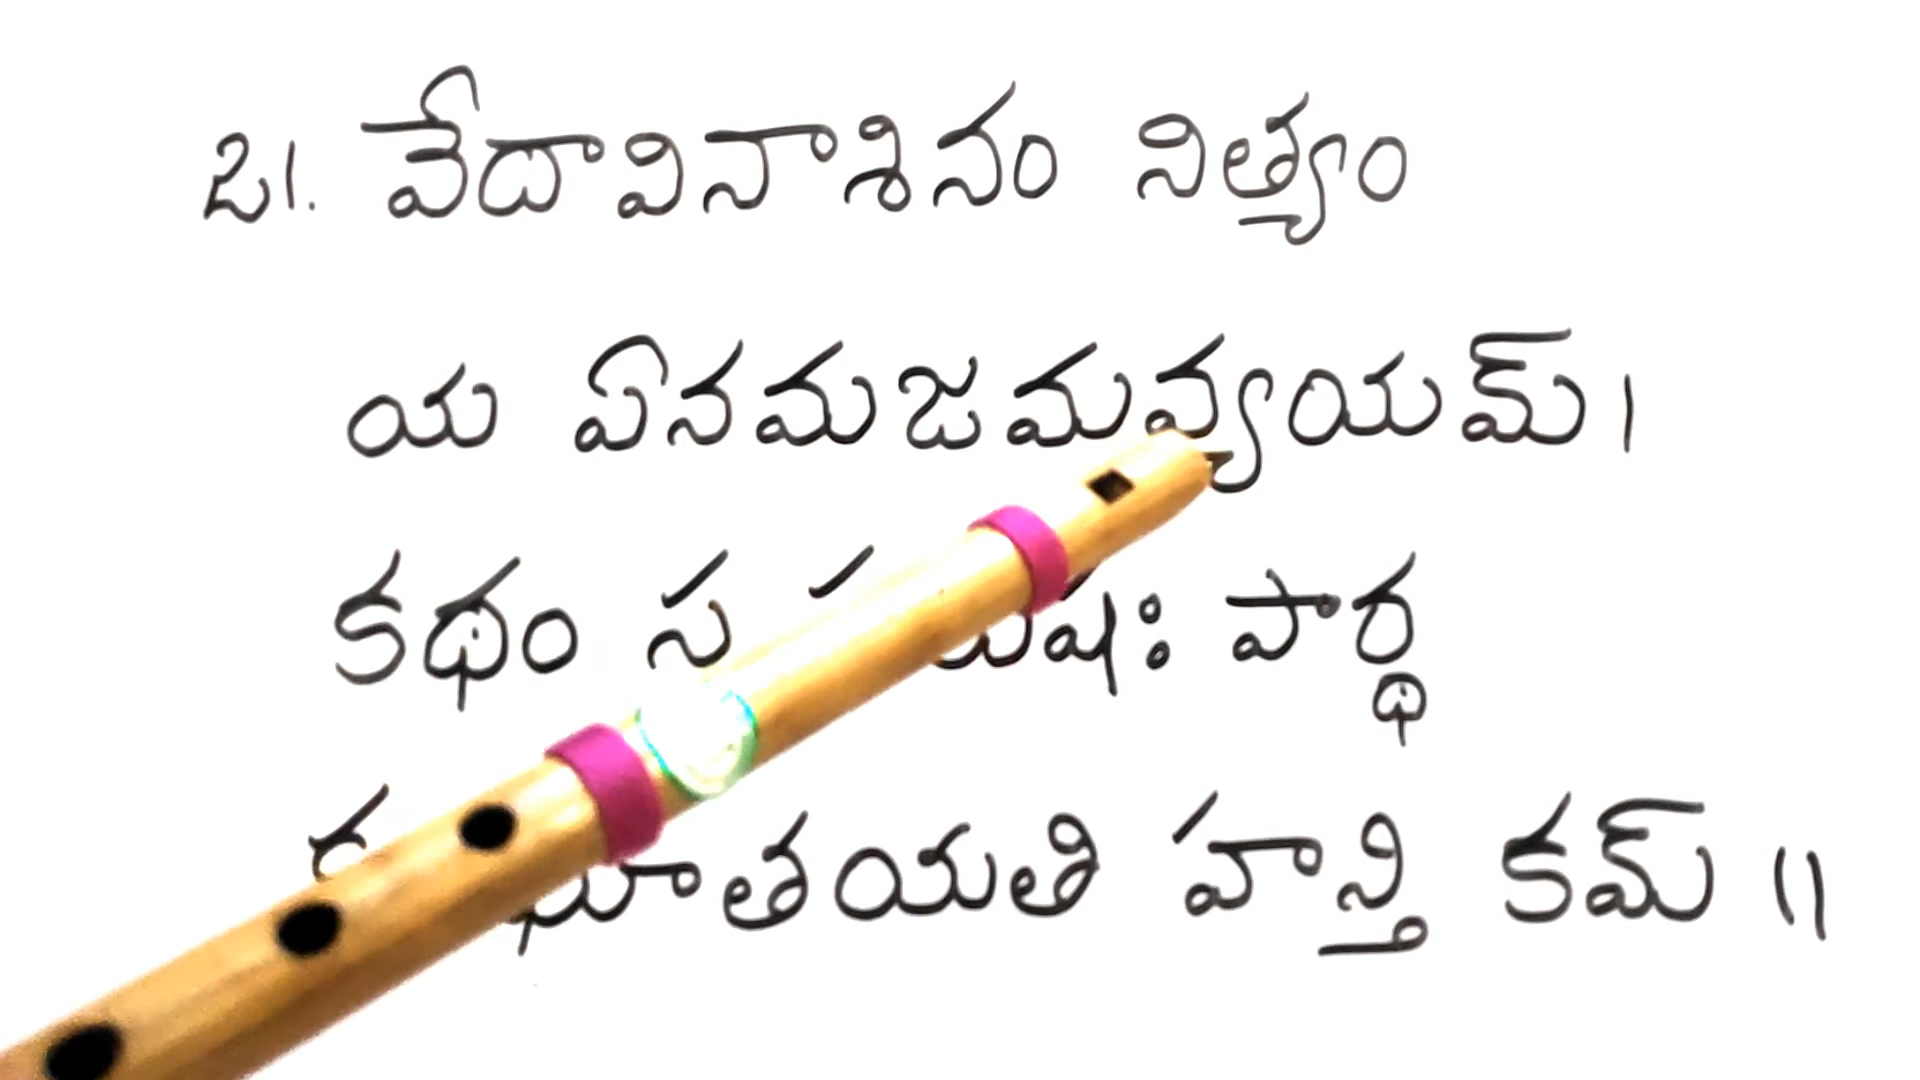 21. వేదావినాశినం నిత్యం
య ఏనమజమవ్యయమ్।
కథం స పార్థ
ఘాతయతి హన్తి కమ్ ॥